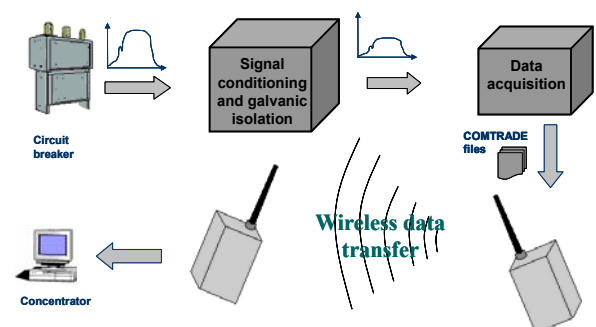 Signal
conditioning
and galvanic
isolation
Data
acquisition
Circuit
breaker
COMTRADE
files
Wireless data
transfer
Concentrator